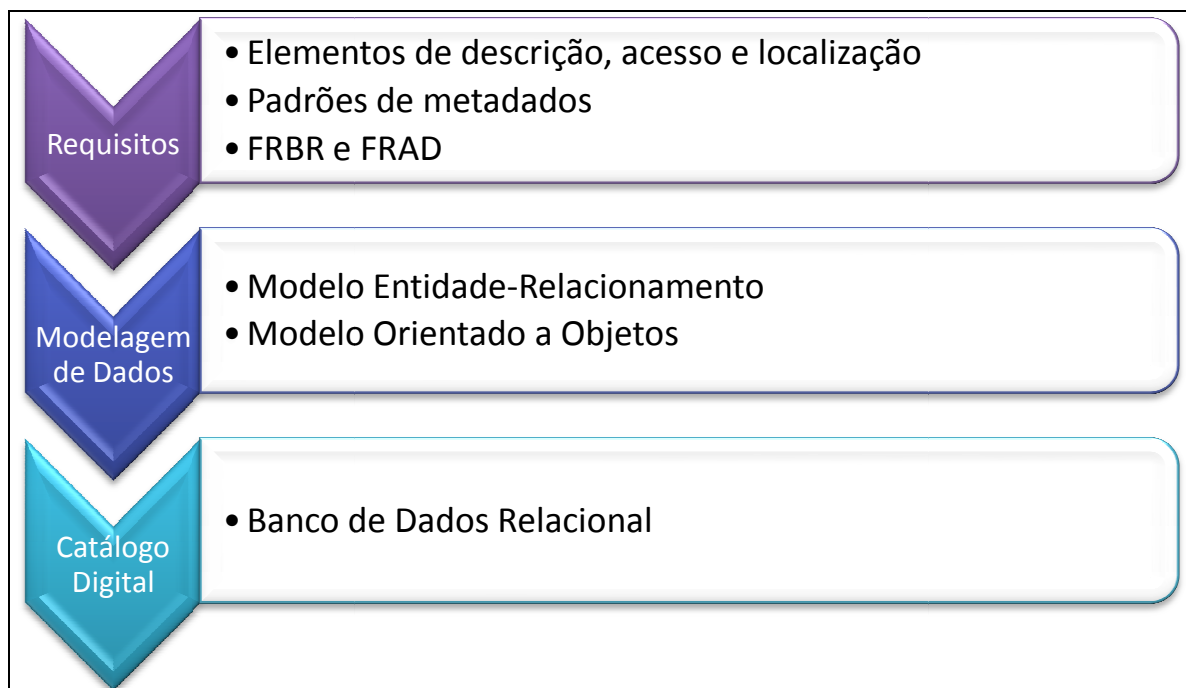 Requisitos
• Elementos de descrição, acesso e localização
• Padrões de metadados
• FRBR e FRAD
Modelagem
de Dados
• Modelo Entidade-Relacionamento
• Modelo Orientado a Objetos
Catálogo
Digital
• Banco de Dados Relacional